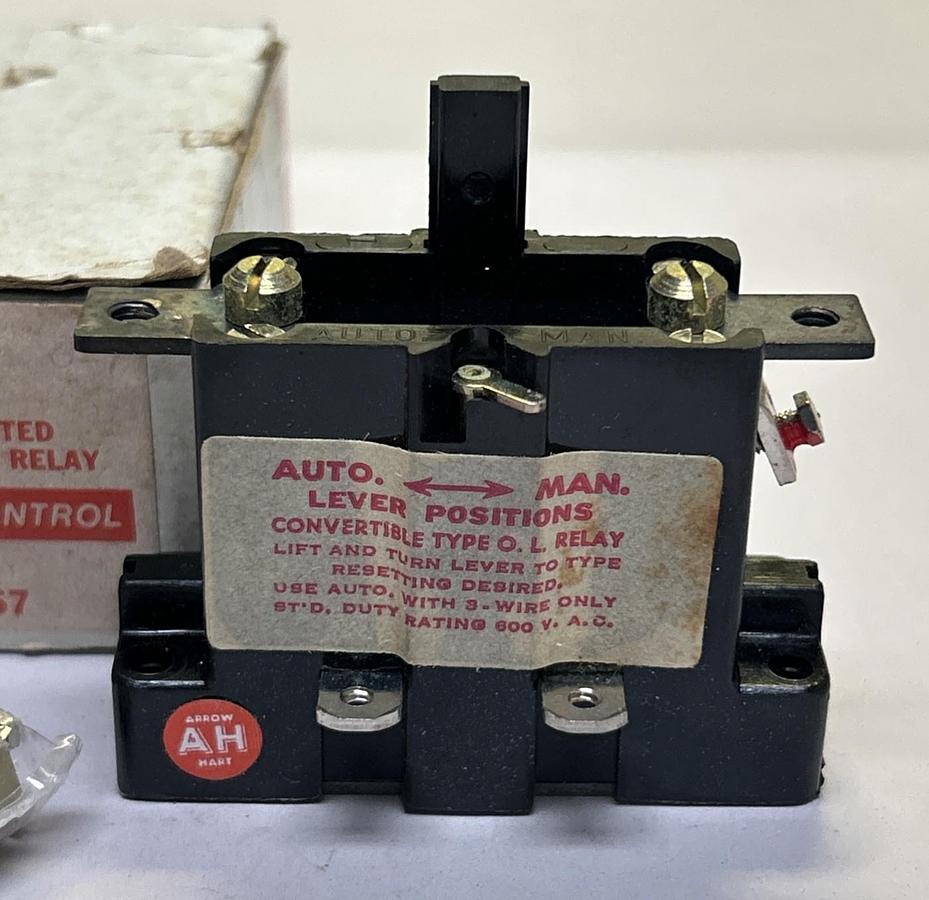 TED
RELAY
NTROL
67
AUTO. MAN.
AUTO. ⟷ MAN.
LEVER POSITIONS
CONVERTIBLE TYPE O. L. RELAY
LIFT AND TURN LEVER TO TYPE
RESETTING DESIRED.
USE AUTO. WITH 3-WIRE ONLY
ST'D. DUTY RATING 600 V. A.C.
ARROW
AH
HART